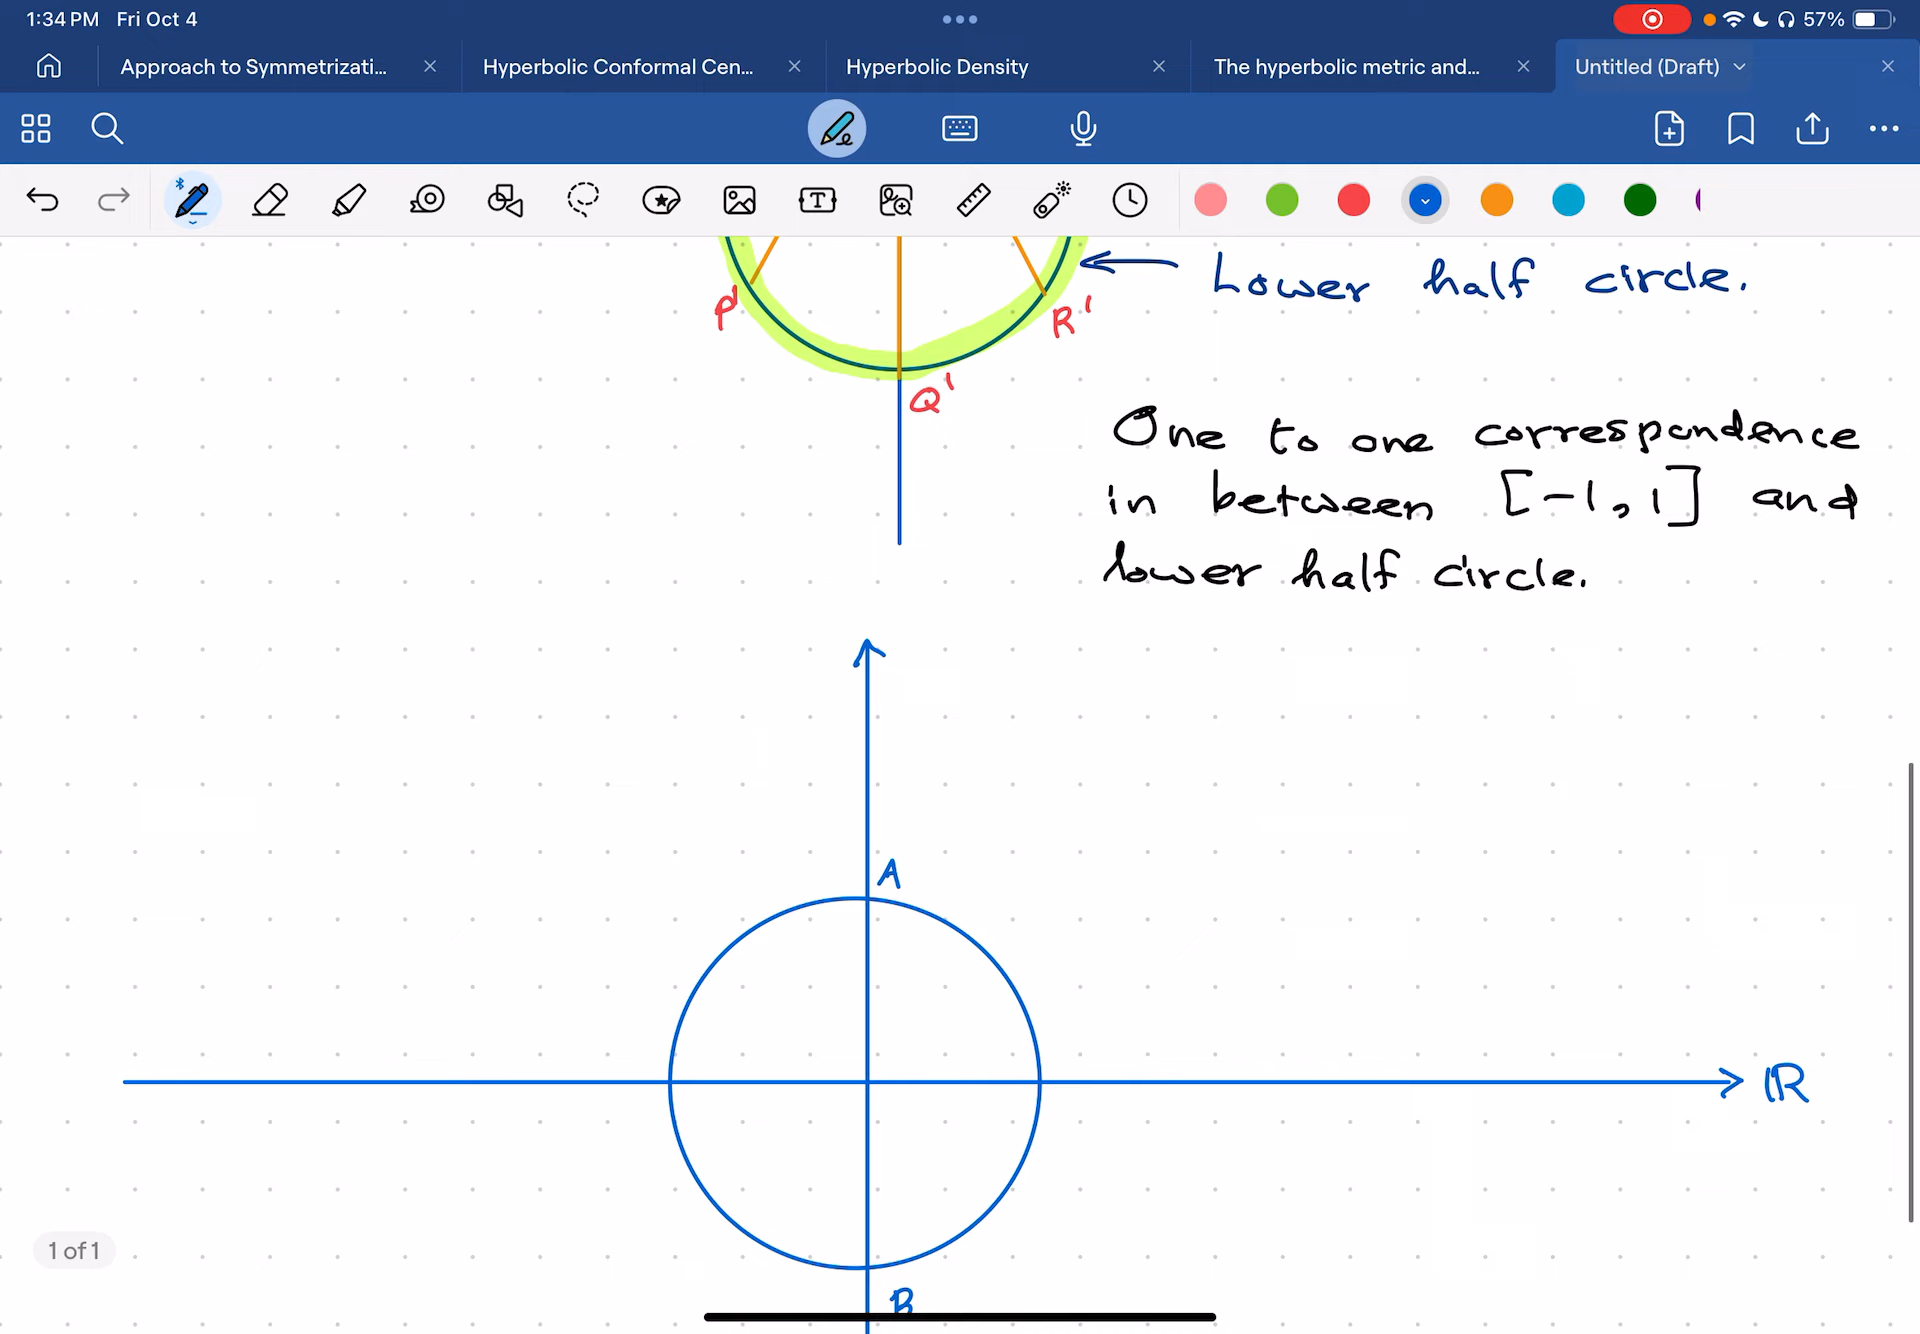 1:34 PM Fri Oct 4
57%
Approach to Symmetrizati...
Hyperbolic Conformal Cen...
Hyperbolic Density
The hyperbolic metric and...
Untitled (Draft)
Lower half circle.
P'
R'
Q'
One to one correspondence
in between [-1, 1] and
lower half circle.
A
ℝ
B
1 of 1